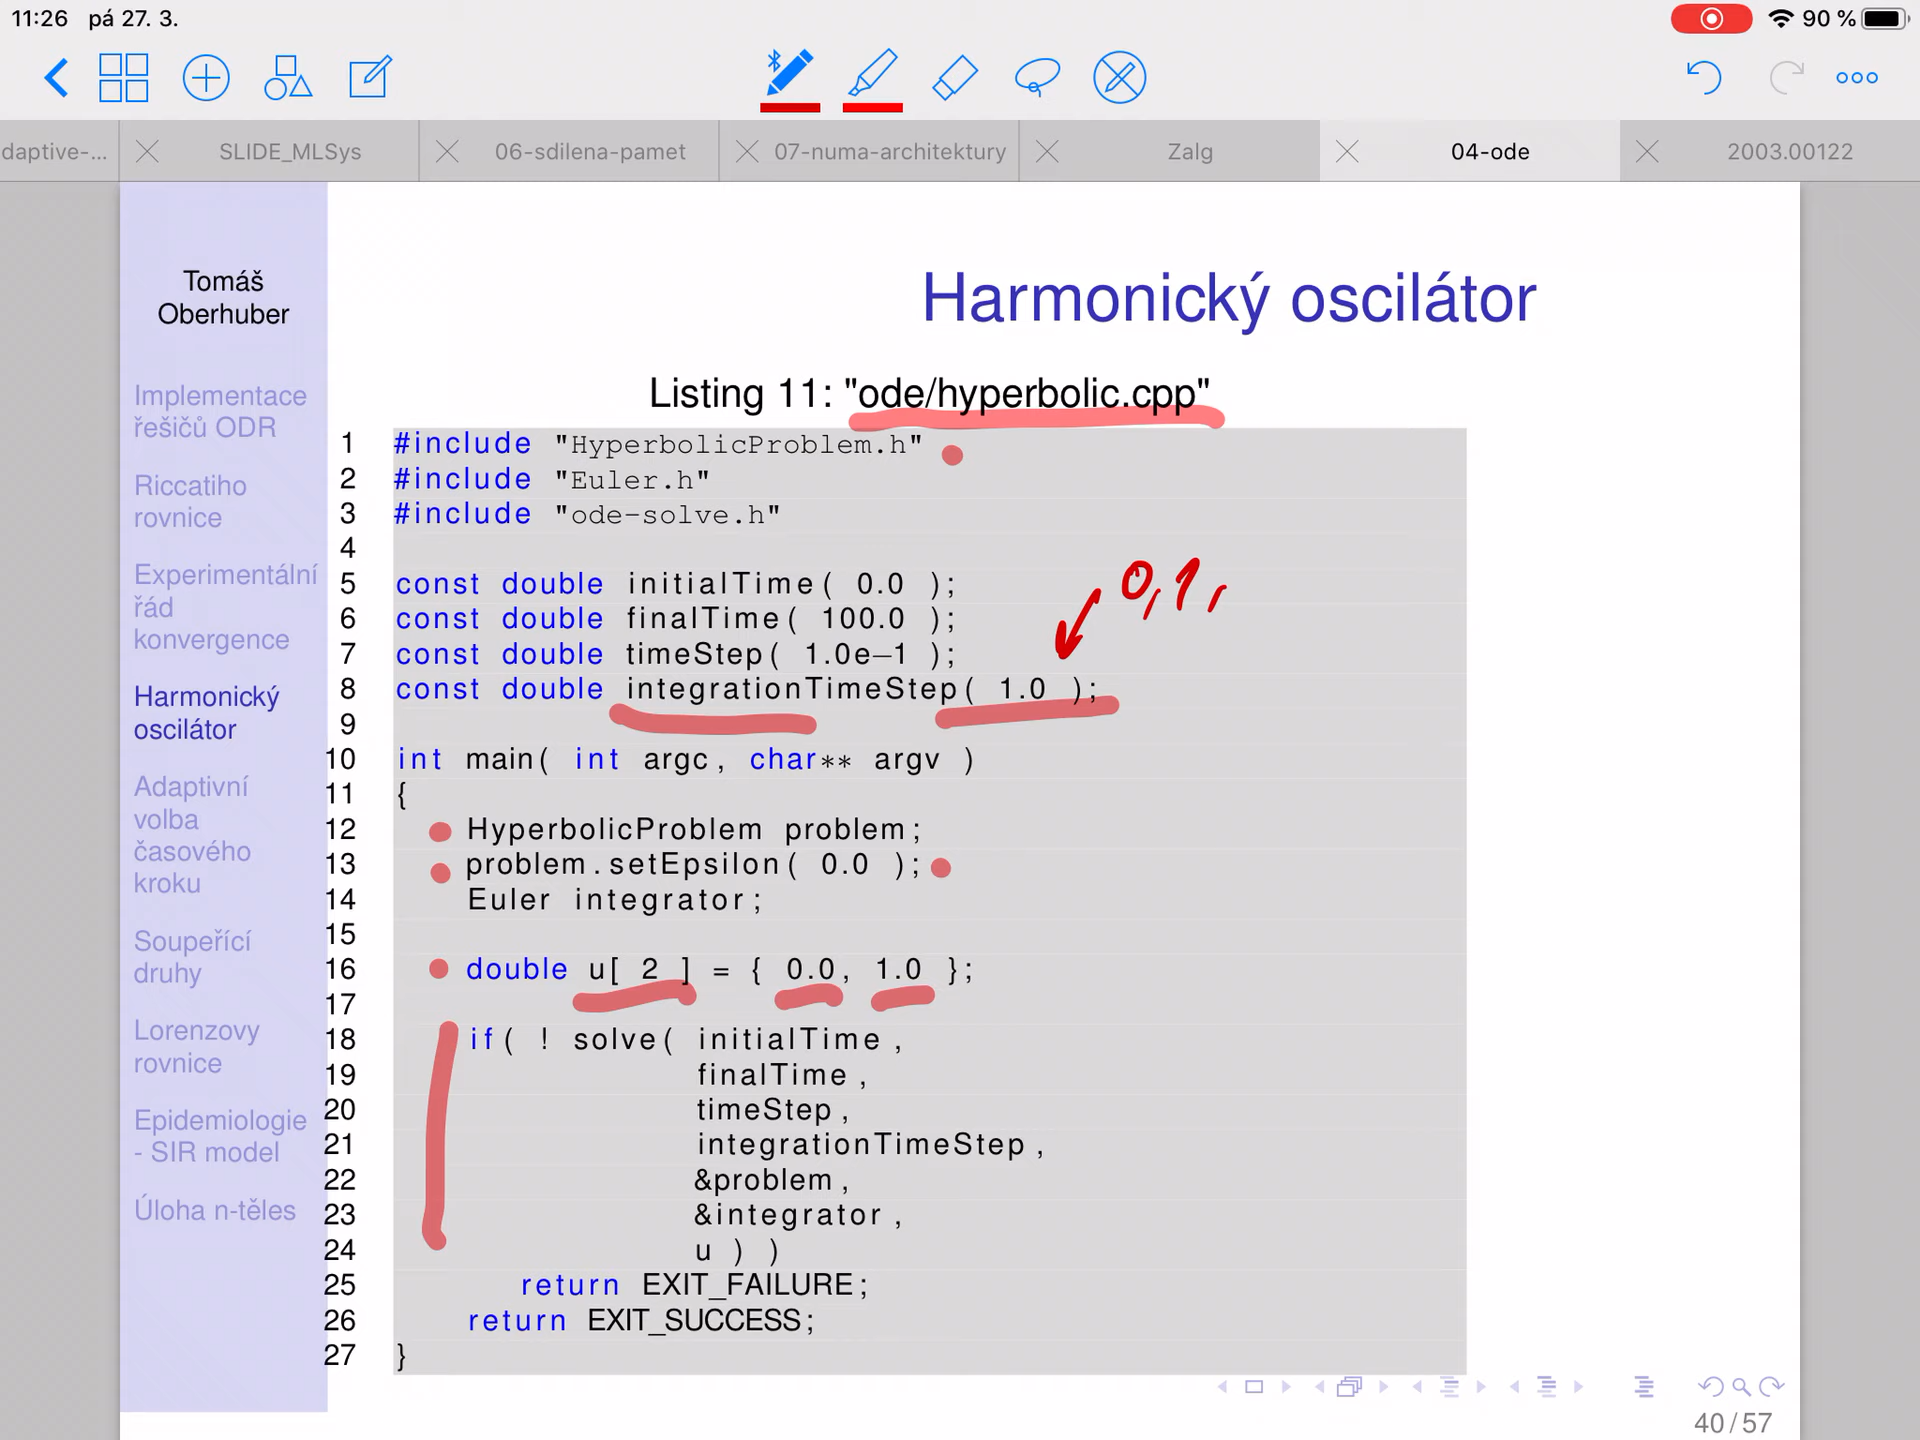 11:26 pá 27. 3.
90 %
daptive-...
SLIDE_MLSys
06-sdilena-pamet
07-numa-architektury
Zalg
04-ode
2003.00122
Tomáš
Oberhuber
Implementace
řešičů ODR
Riccatiho
rovnice
Experimentální
řád
konvergence
Harmonický
oscilátor
Adaptivní
volba
časového
kroku
Soupeřící
druhy
Lorenzovy
rovnice
Epidemiologie
- SIR model
Úloha n-těles
Harmonický oscilátor
Listing 11: "ode/hyperbolic.cpp"
1 #include "HyperbolicProblem.h"
2 #include "Euler.h"
3 #include "ode-solve.h"
4
5 const double initialTime( 0.0 );
0,1,
6 const double finalTime( 100.0 );
7 const double timeStep( 1.0e−1 );
8 const double integrationTimeStep( 1.0 );
9
10 int main( int argc, char** argv )
11 {
12 HyperbolicProblem problem;
13 problem.setEpsilon( 0.0 );
14 Euler integrator;
15
16 double u[ 2 ] = { 0.0, 1.0 };
17
18 if( ! solve( initialTime,
19 finalTime,
20 timeStep,
21 integrationTimeStep,
22 &problem,
23 &integrator,
24 u ) )
25 return EXIT_FAILURE;
26 return EXIT_SUCCESS;
27 }
40/57